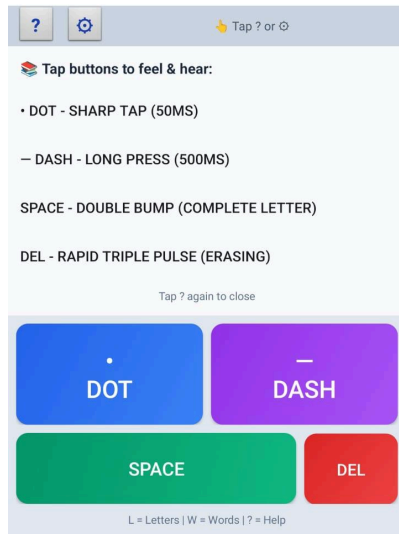 ?
👆 Tap ? or ⚙
📚 Tap buttons to feel & hear:
• DOT - SHARP TAP (50MS)
— DASH - LONG PRESS (500MS)
SPACE - DOUBLE BUMP (COMPLETE LETTER)
DEL - RAPID TRIPLE PULSE (ERASING)
Tap ? again to close
•
DOT
—
DASH
SPACE
DEL
L = Letters | W = Words | ? = Help